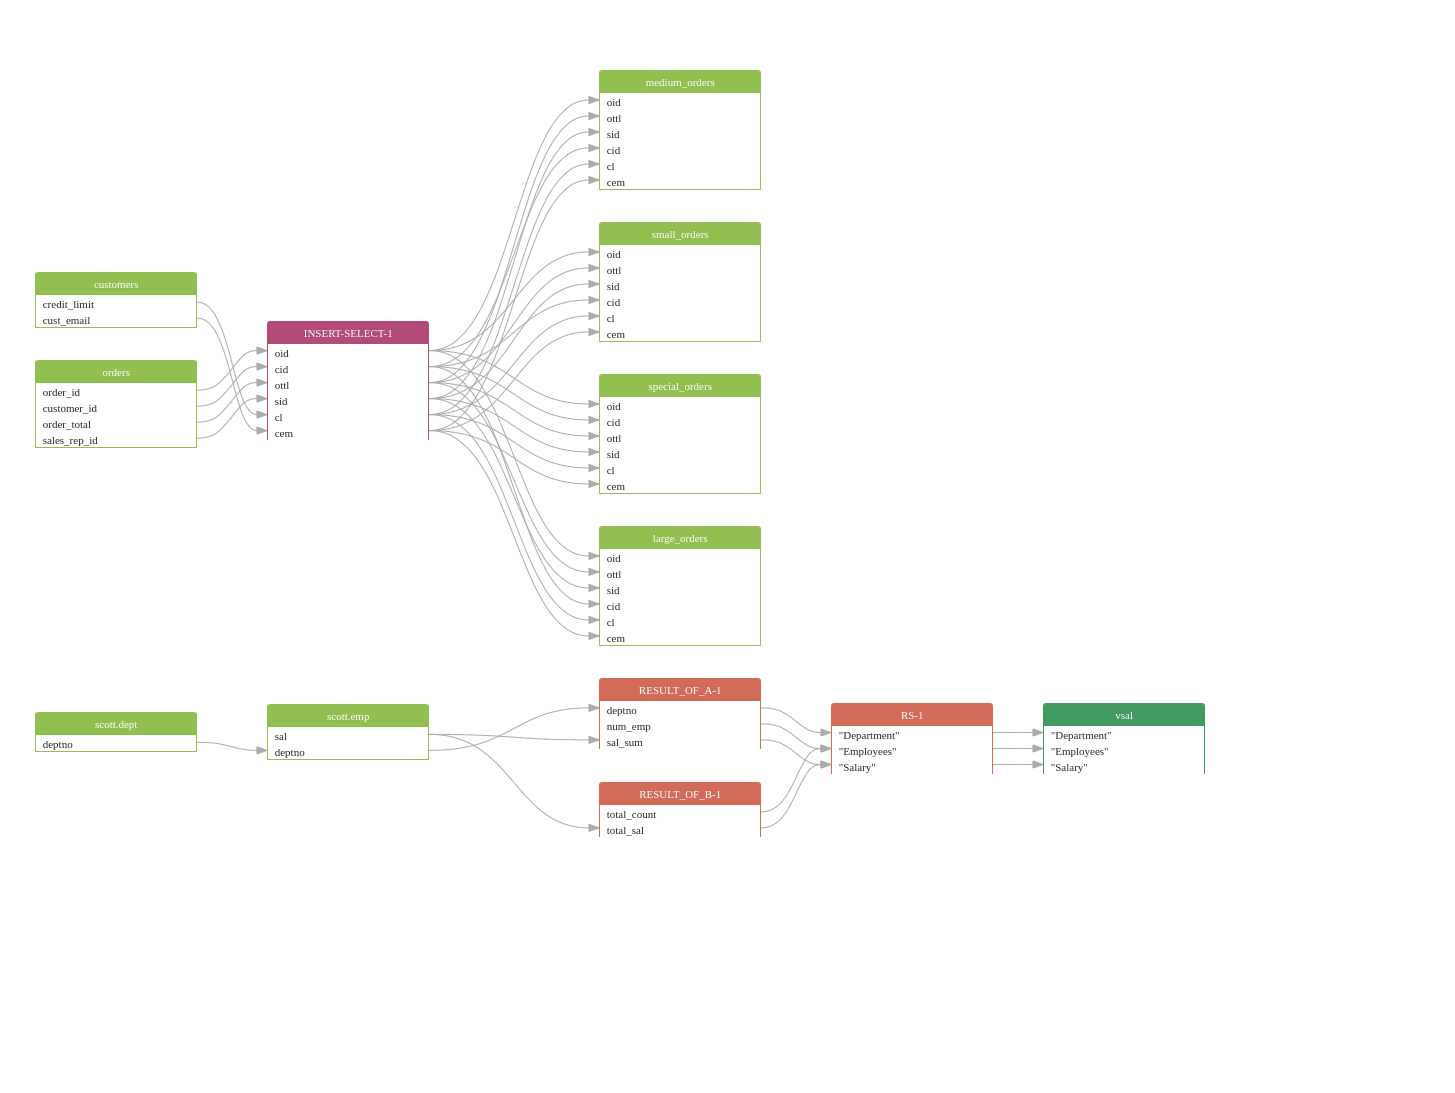 medium_orders
oid
ottl
sid
cid
cl
cem
small_orders
oid
ottl
sid
cid
cl
cem
customers
credit_limit
cust_email
orders
order_id
customer_id
order_total
sales_rep_id
INSERT-SELECT-1
oid
cid
ottl
sid
cl
cem
special_orders
oid
cid
ottl
sid
cl
cem
large_orders
oid
ottl
sid
cid
cl
cem
scott.dept
deptno
scott.emp
sal
deptno
RESULT_OF_A-1
deptno
num_emp
sal_sum
RESULT_OF_B-1
total_count
total_sal
RS-1
"Department"
"Employees"
"Salary"
vsal
"Department"
"Employees"
"Salary"